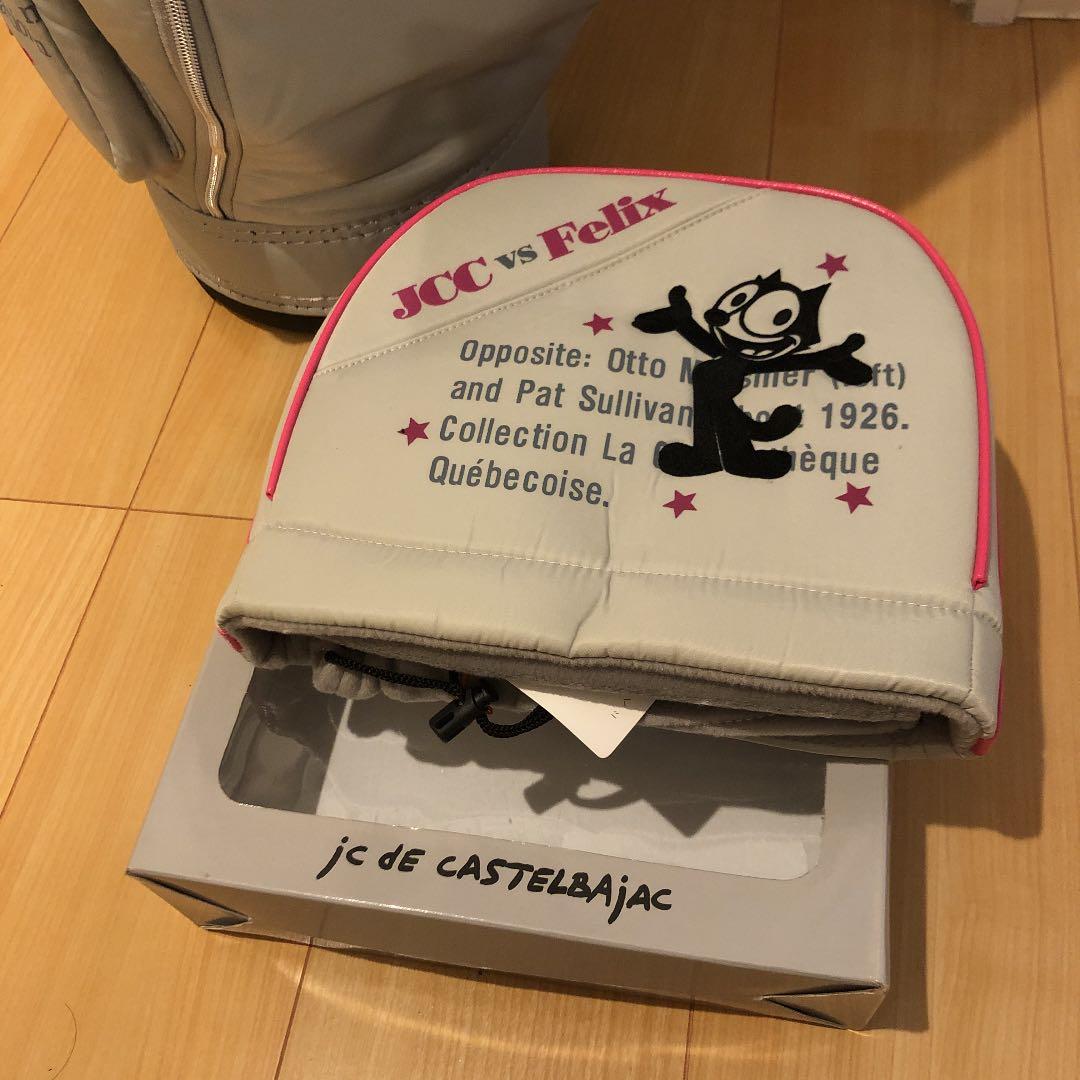 JCC vs Felix
Opposite: Otto
and Pat Sullivan 1926.
Collection La
Québecoise.
jc dE CASTELBAjAC